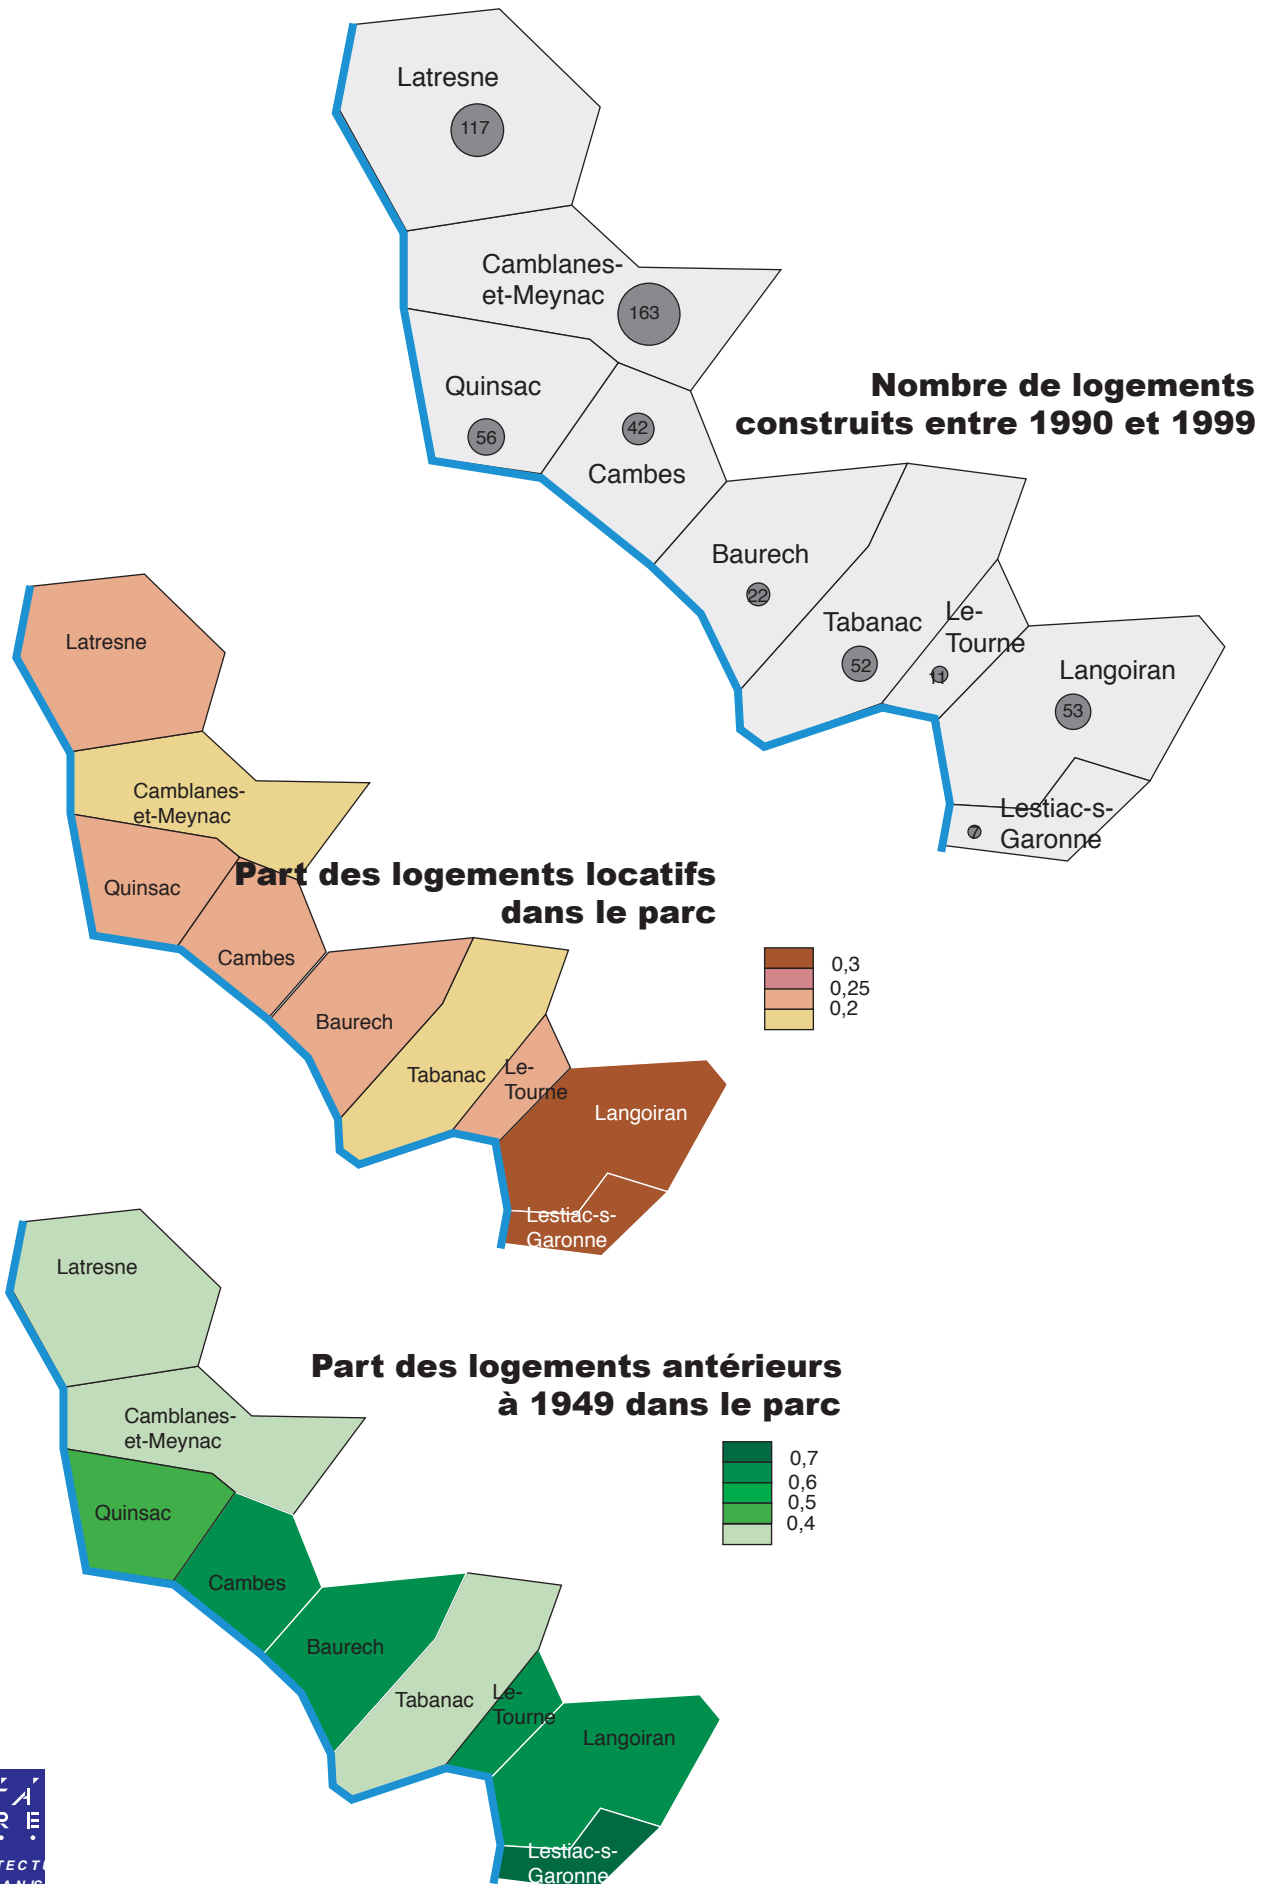 Latresne
117
Camblanes-
et-Meynac
163
Quinsac
56
42
Cambes
Nombre de logements
construits entre 1990 et 1999
Baurech
22
Tabanac
52
Le-
Tourne
11
Langoiran
53
Lestiac-s-
Garonne
7
Latresne
Camblanes-
et-Meynac
Quinsac
Cambes
Baurech
Tabanac
Le-
Tourne
Langoiran
Lestiac-s-
Garonne
Part des logements locatifs
dans le parc
0,3
0,25
0,2
Latresne
Camblanes-
et-Meynac
Quinsac
Cambes
Baurech
Tabanac
Le-
Tourne
Langoiran
Lestiac-s-
Garonne
Part des logements antérieurs
à 1949 dans le parc
0,7
0,6
0,5
0,4